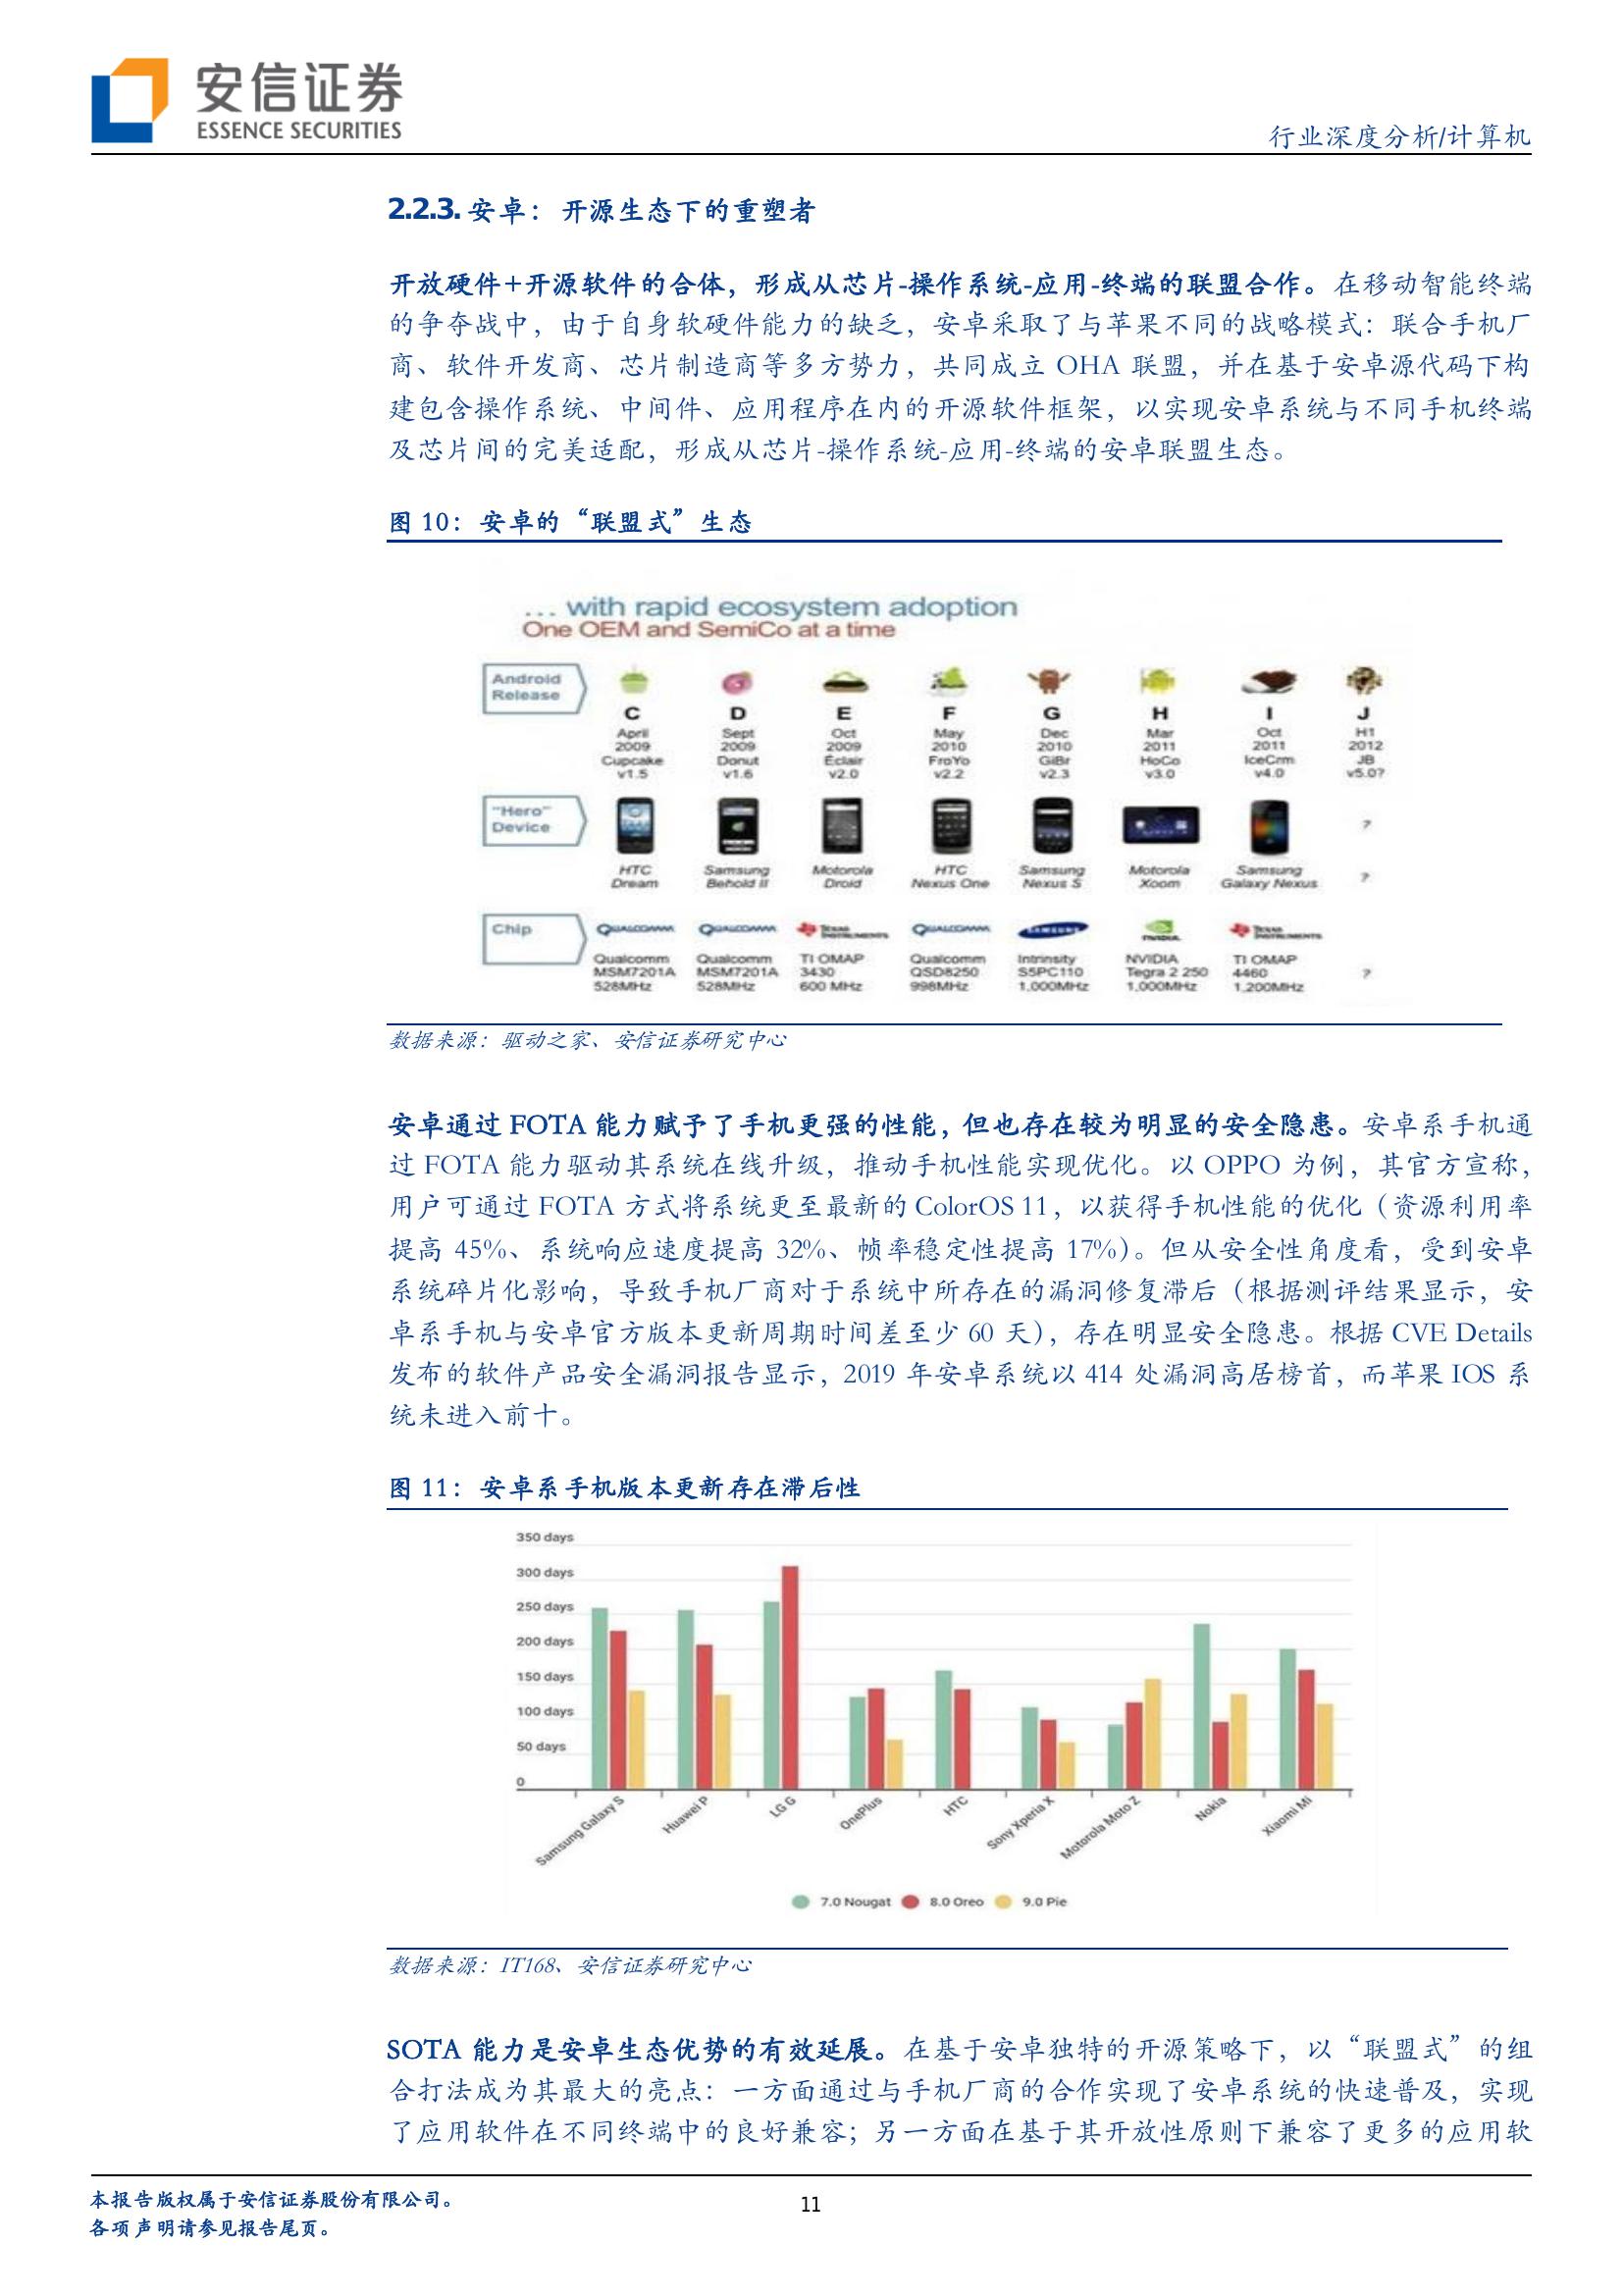 安信证券
ESSENCE SECURITIES
行业深度分析/计算机
2.2.3. 安卓：开源生态下的重塑者
开放硬件+开源软件的合体，形成从芯片-操作系统-应用-终端的联盟合作。在移动智能终端
的争夺战中，由于自身软硬件能力的缺乏，安卓采取了与苹果不同的战略模式：联合手机厂
商、软件开发商、芯片制造商等多方势力，共同成立 OHA 联盟，并在基于安卓源代码下构
建包含操作系统、中间件、应用程序在内的开源软件框架，以实现安卓系统与不同手机终端
及芯片间的完美适配，形成从芯片-操作系统-应用-终端的安卓联盟生态。
图 10：安卓的“联盟式”生态
... with rapid ecosystem adoption
One OEM and SemiCo at a time
Android
Release
C D E F G H I J
April Sept Oct May Dec Mar Oct H1
2009 2009 2009 2010 2010 2011 2011 2012
Cupcake Donut Éclair FroYo GiBr HoCo IceCrm JB
v1.5 v1.6 v2.0 v2.2 v2.3 v3.0 v4.0 v5.0?
"Hero"
Device
?
HTC Samsung Motorola HTC Samsung Motorola Samsung ?
Dream Behold II Droid Nexus One Nexus S Xoom Galaxy Nexus
Chip
QUALCOMM QUALCOMM TEXAS INSTRUMENTS QUALCOMM SAMSUNG NVIDIA TEXAS INSTRUMENTS
Qualcomm Qualcomm TI OMAP Qualcomm Intrinsity NVIDIA TI OMAP
MSM7201A MSM7201A 3430 QSD8250 S5PC110 Tegra 2 250 4460 ?
528MHz 528MHz 600 MHz 998MHz 1,000MHz 1,000MHz 1,200MHz
数据来源：驱动之家、安信证券研究中心
安卓通过 FOTA 能力赋予了手机更强的性能，但也存在较为明显的安全隐患。安卓系手机通
过 FOTA 能力驱动其系统在线升级，推动手机性能实现优化。以 OPPO 为例，其官方宣称，
用户可通过 FOTA 方式将系统更至最新的 ColorOS 11，以获得手机性能的优化（资源利用率
提高 45%、系统响应速度提高 32%、帧率稳定性提高 17%）。但从安全性角度看，受到安卓
系统碎片化影响，导致手机厂商对于系统中所存在的漏洞修复滞后（根据测评结果显示，安
卓系手机与安卓官方版本更新周期时间差至少 60 天），存在明显安全隐患。根据 CVE Details
发布的软件产品安全漏洞报告显示，2019 年安卓系统以 414 处漏洞高居榜首，而苹果 IOS 系
统未进入前十。
图 11：安卓系手机版本更新存在滞后性
350 days
300 days
250 days
200 days
150 days
100 days
50 days
0
Samsung Galaxy S Huawei P LG G OnePlus HTC Sony Xperia X Motorola Moto Z Nokia Xiaomi Mi
7.0 Nougat 8.0 Oreo 9.0 Pie
数据来源：IT168、安信证券研究中心
SOTA 能力是安卓生态优势的有效延展。在基于安卓独特的开源策略下，以“联盟式”的组
合打法成为其最大的亮点：一方面通过与手机厂商的合作实现了安卓系统的快速普及，实现
了应用软件在不同终端中的良好兼容；另一方面在基于其开放性原则下兼容了更多的应用软
本报告版权属于安信证券股份有限公司。
各项声明请参见报告尾页。
11